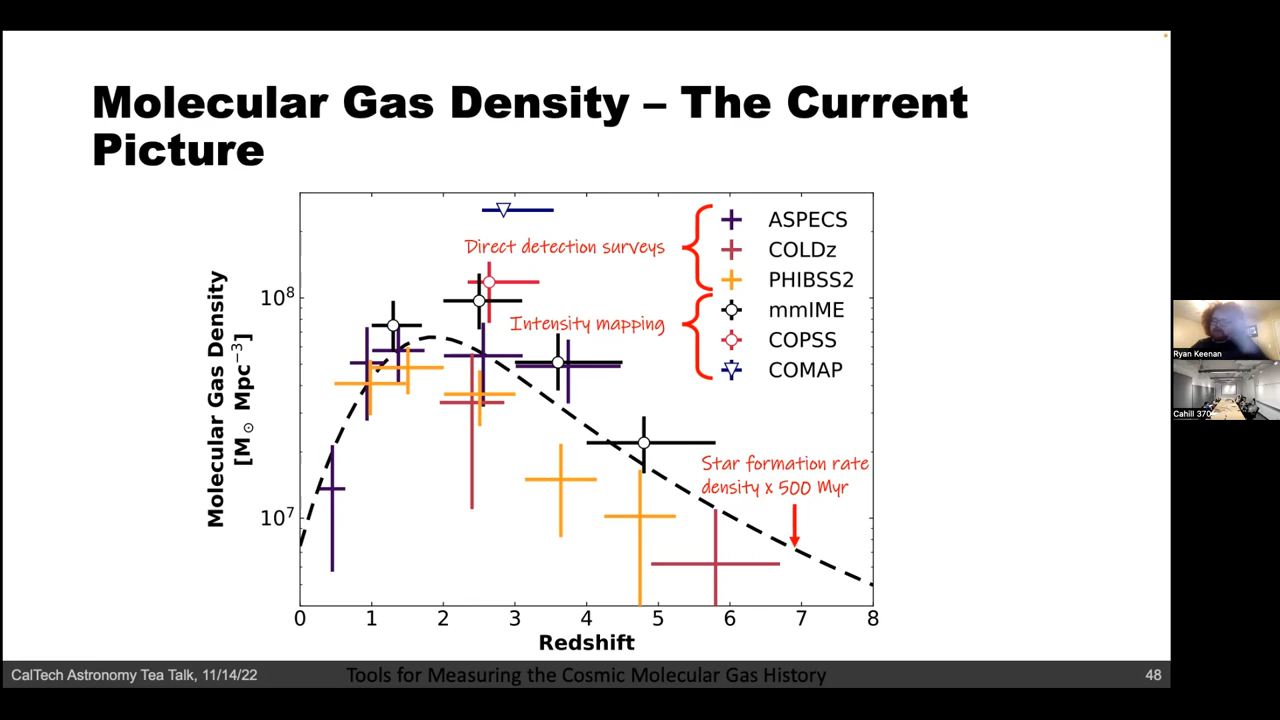 Molecular Gas Density – The Current
Picture
Direct detection surveys
Intensity mapping
ASPECS
COLDz
PHIBSS2
mmIME
COPSS
COMAP
Star formation rate
density x 500 Myr
10⁸
10⁷
Molecular Gas Density
[M⊙ Mpc⁻³]
0 1 2 3 4 5 6 7 8
Redshift
Ryan Keenan
Cahill 370
CalTech Astronomy Tea Talk, 11/14/22
Tools for Measuring the Cosmic Molecular Gas History
48